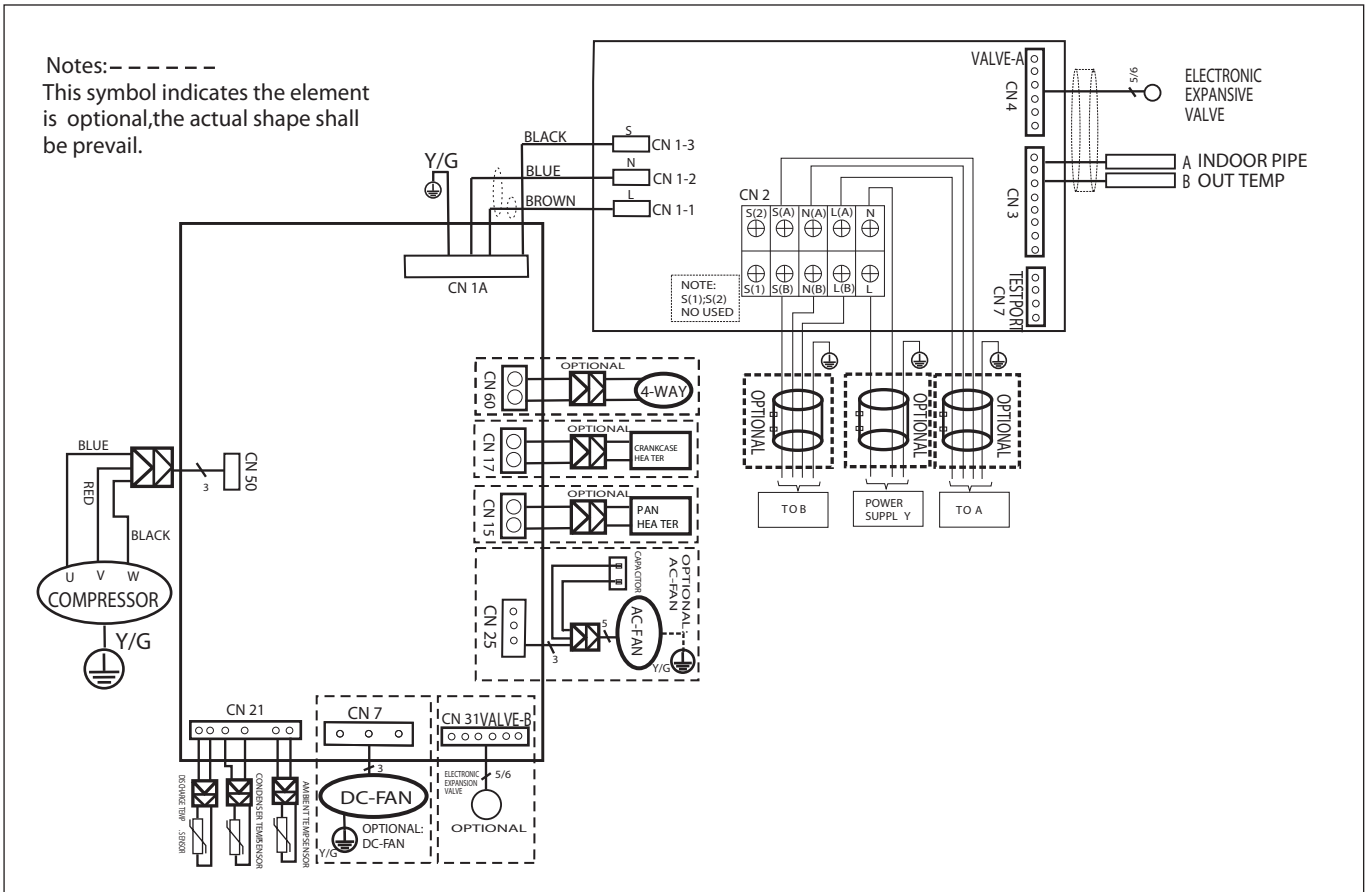 Notes:- - - - - -
This symbol indicates the element
is optional,the actual shape shall
be prevail.
VALVE-A
CN 4
5/6
ELECTRONIC
EXPANSIVE
VALVE
A INDOOR PIPE
B OUT TEMP
CN 3
TESTPORT
CN 7
Y/G
BLACK
S
CN 1-3
BLUE
N
CN 1-2
BROWN
L
CN 1-1
CN 1A
CN 2
S(2) S(A) N(A) L(A) N
S(1) S(B) N(B) L(B) L
NOTE:
S(1);S(2)
NO USED
OPTIONAL
OPTIONAL
OPTIONAL
TO B
POWER
SUPPL Y
TO A
CN 60
OPTIONAL
4-WAY
CN 17
OPTIONAL
CRANKCASE
HEA TER
CN 15
OPTIONAL
PAN
HEA TER
CN 25
3
CAPACITOR
5
AC-FAN
OPTIONAL:
AC-FAN
Y/G
BLUE
RED
BLACK
3
CN 50
U V W
COMPRESSOR
Y/G
CN 21
DISCHARGE TEMP .SENSOR
CONDENSER TEMP.SENSOR
AMBIENT TEMP.SENSOR
CN 7
3
DC-FAN
Y/G
OPTIONAL:
DC-FAN
CN 31VALVE-B
5/6
ELECTRONIC
EXPANSION
VALVE
OPTIONAL